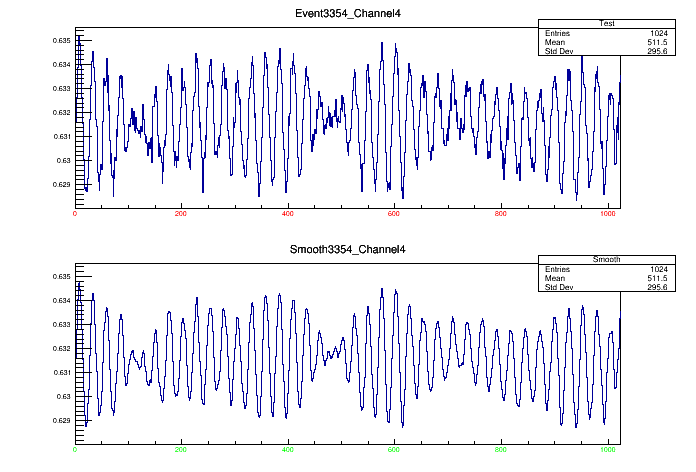 Event3354_Channel4
Test
Entries 1024
Mean 511.5
Std Dev 295.6
0.635
0.634
0.633
0.632
0.631
0.63
0.629
0 200 400 600 800 1000
Smooth3354_Channel4
Smooth
Entries 1024
Mean 511.5
Std Dev 295.6
0.635
0.634
0.633
0.632
0.631
0.63
0.629
0 200 400 600 800 1000